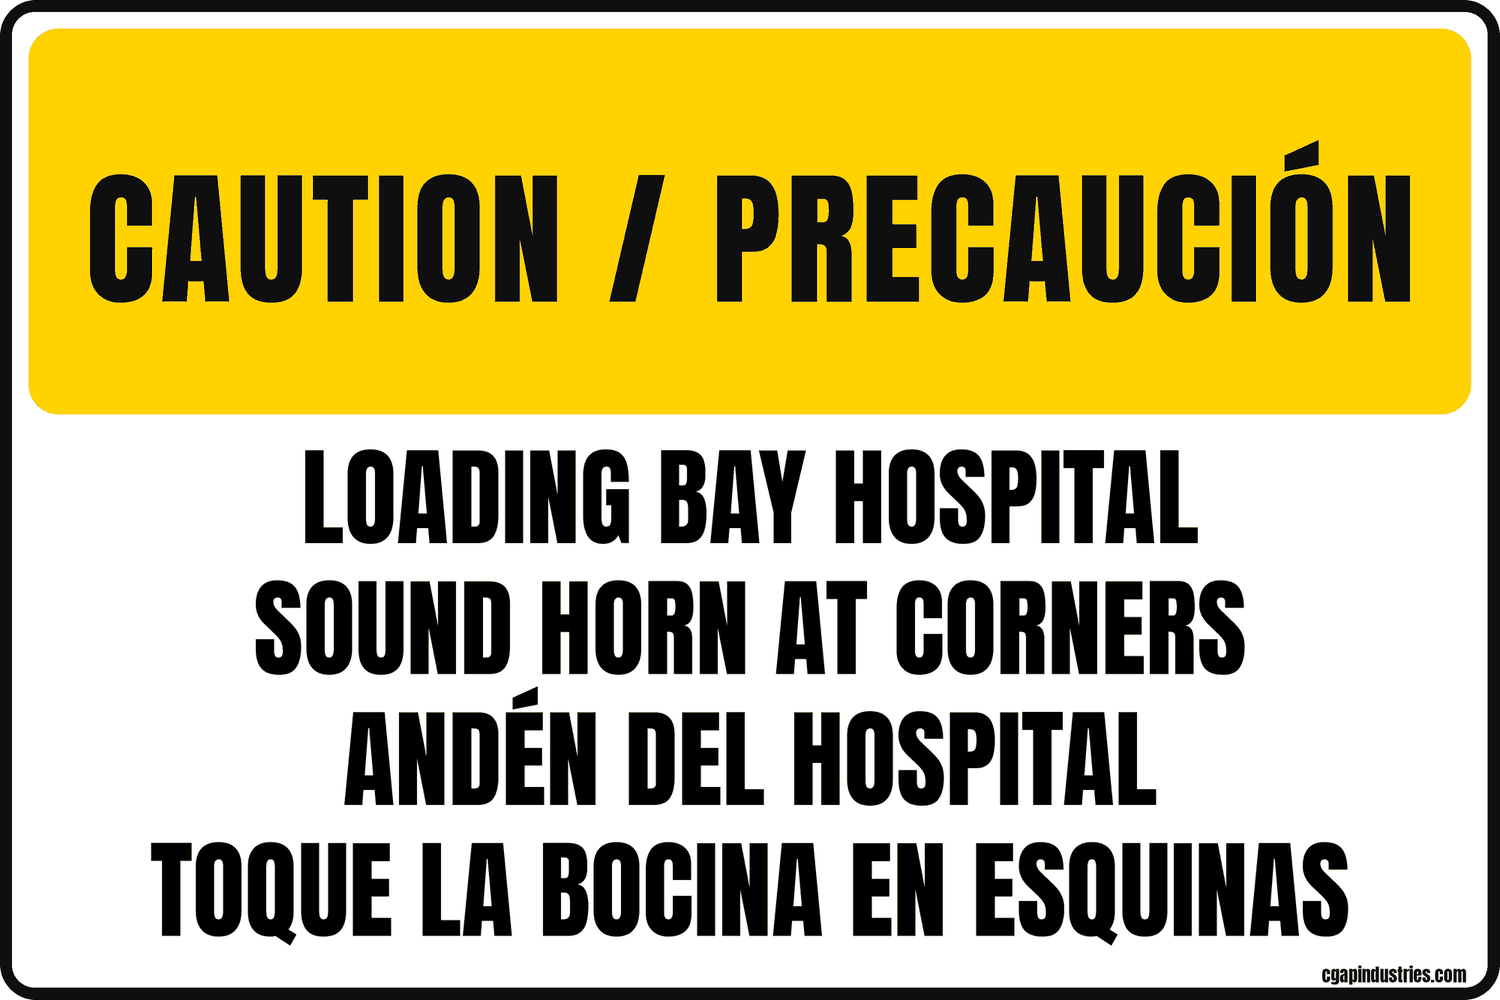 CAUTION / PRECAUCIÓN
LOADING BAY HOSPITAL
SOUND HORN AT CORNERS
ANDÉN DEL HOSPITAL
TOQUE LA BOCINA EN ESQUINAS
cgapindustries.com